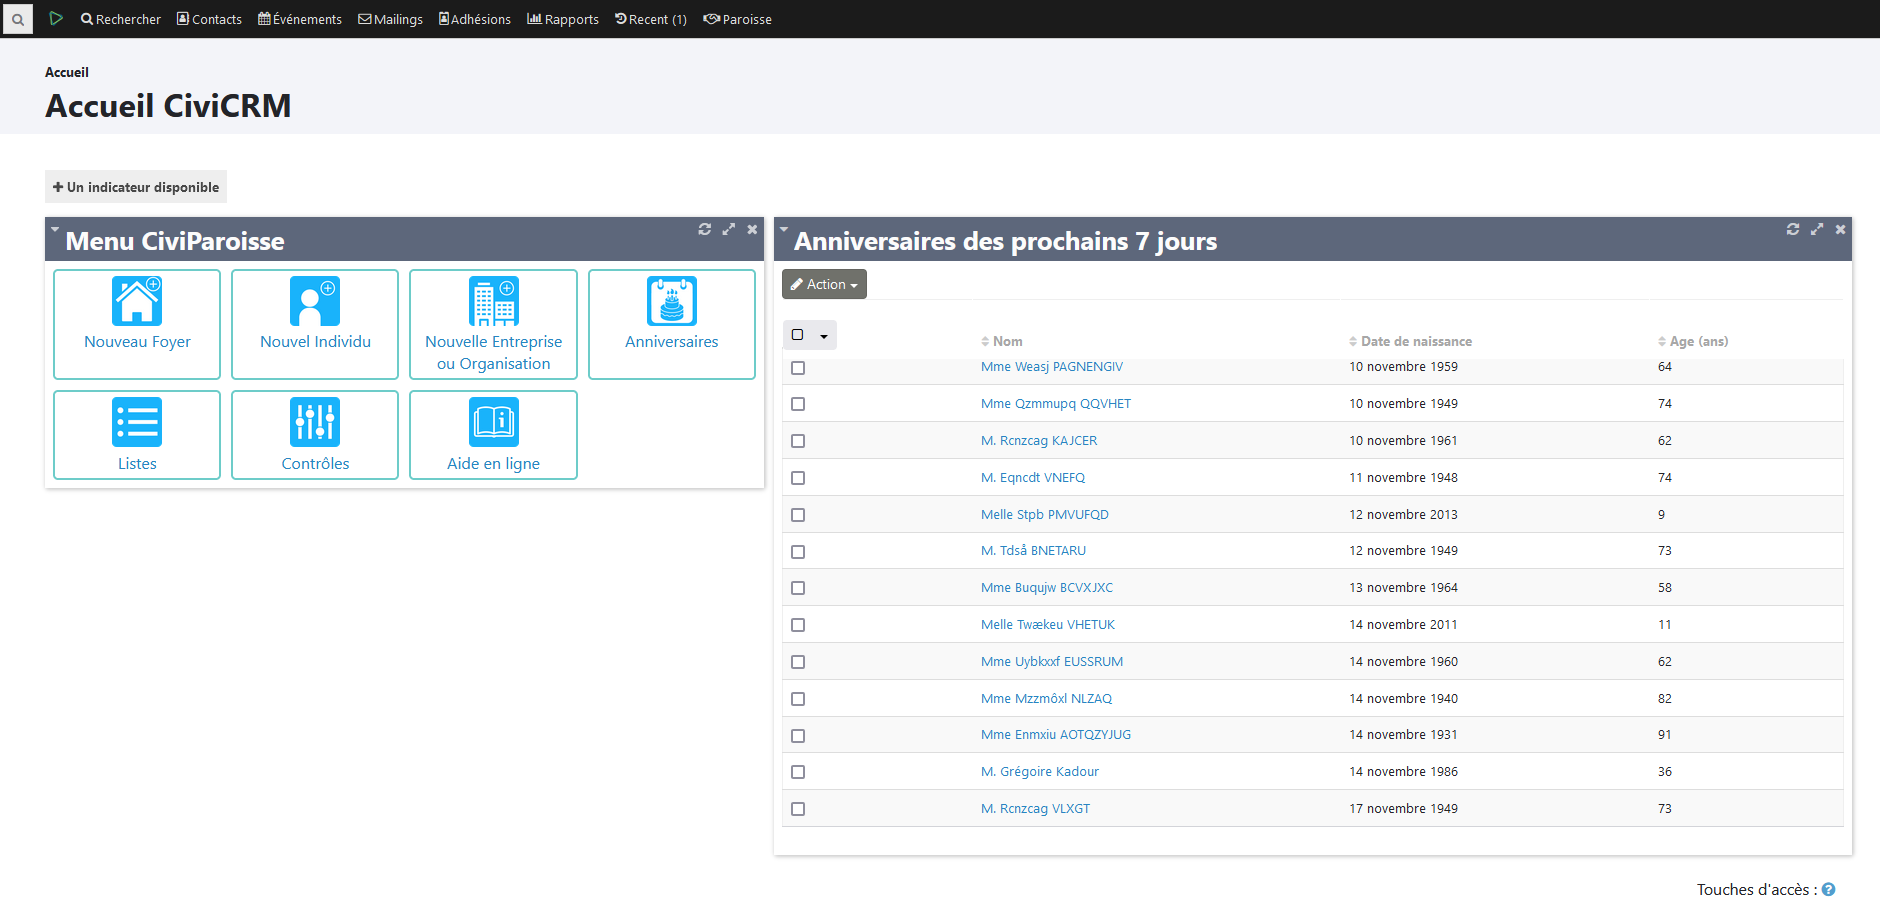 Rechercher Contacts Événements Mailings Adhésions Rapports Recent (1) Paroisse
Accueil
Accueil CiviCRM
Un indicateur disponible
Menu CiviParoisse
Nouveau Foyer
Nouvel Individu
Nouvelle Entreprise
ou Organisation
Anniversaires
Listes
Contrôles
Aide en ligne
Anniversaires des prochains 7 jours
Action
Nom Date de naissance Age (ans)
Mme Weasj PAGNENGIV 10 novembre 1959 64
Mme Qzmmupq QQVHET 10 novembre 1949 74
M. Rcnzcag KAJCER 10 novembre 1961 62
M. Eqncdt VNEFQ 11 novembre 1948 74
Melle Stpb PMVUFQD 12 novembre 2013 9
M. Tdså BNETARU 12 novembre 1949 73
Mme Buqujw BCVXJXC 13 novembre 1964 58
Melle Twækeu VHETUK 14 novembre 2011 11
Mme Uybkxxf EUSSRUM 14 novembre 1960 62
Mme Mzzmôxl NLZAQ 14 novembre 1940 82
Mme Enmxiu AOTQZYJUG 14 novembre 1931 91
M. Grégoire Kadour 14 novembre 1986 36
M. Rcnzcag VLXGT 17 novembre 1949 73
Touches d'accès :